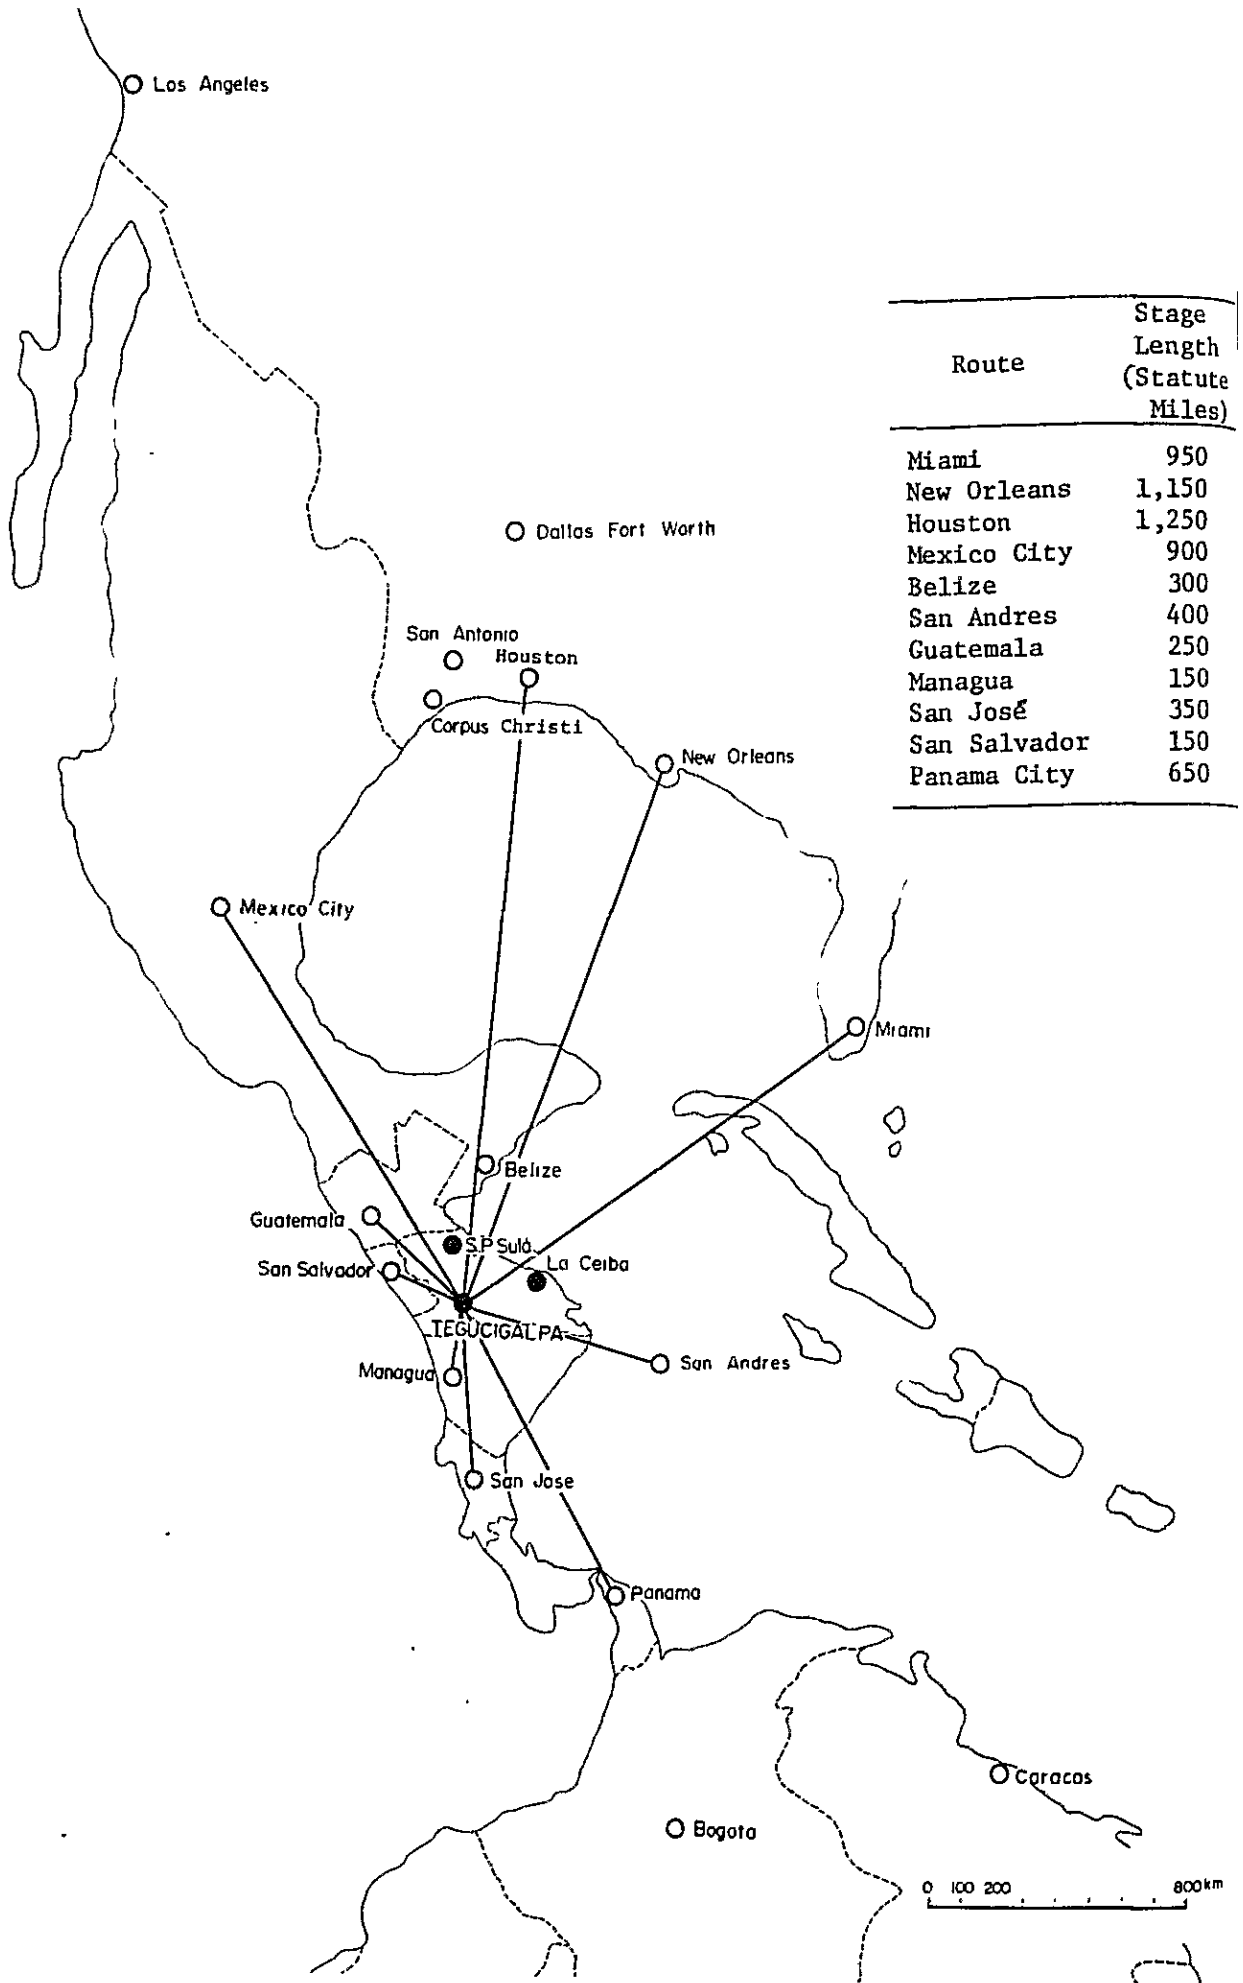 Los Angeles
Route
Stage
Length
(Statute
Miles)
Miami 950
New Orleans 1,150
Houston 1,250
Mexico City 900
Belize 300
San Andres 400
Guatemala 250
Managua 150
San José 350
San Salvador 150
Panama City 650
Dallas Fort Worth
San Antonio
Houston
Corpus Christi
New Orleans
Mexico City
Miami
Belize
Guatemala
S.P.Sula
La Ceiba
San Salvador
TEGUCIGALPA
San Andres
Managua
San Jose
Panama
Caracas
Bogota
0 100 200 800km